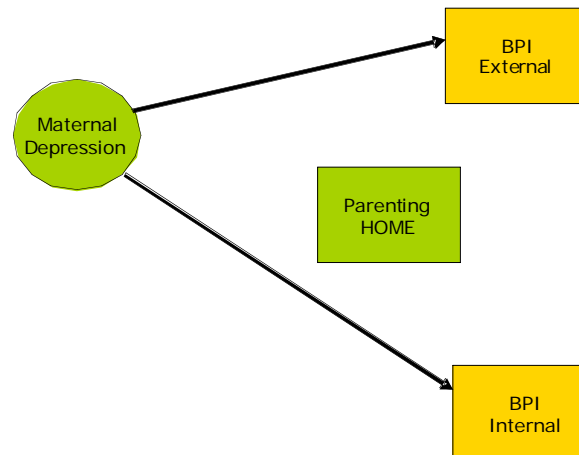 BPI
External
Maternal
Depression
Parenting
HOME
BPI
Internal